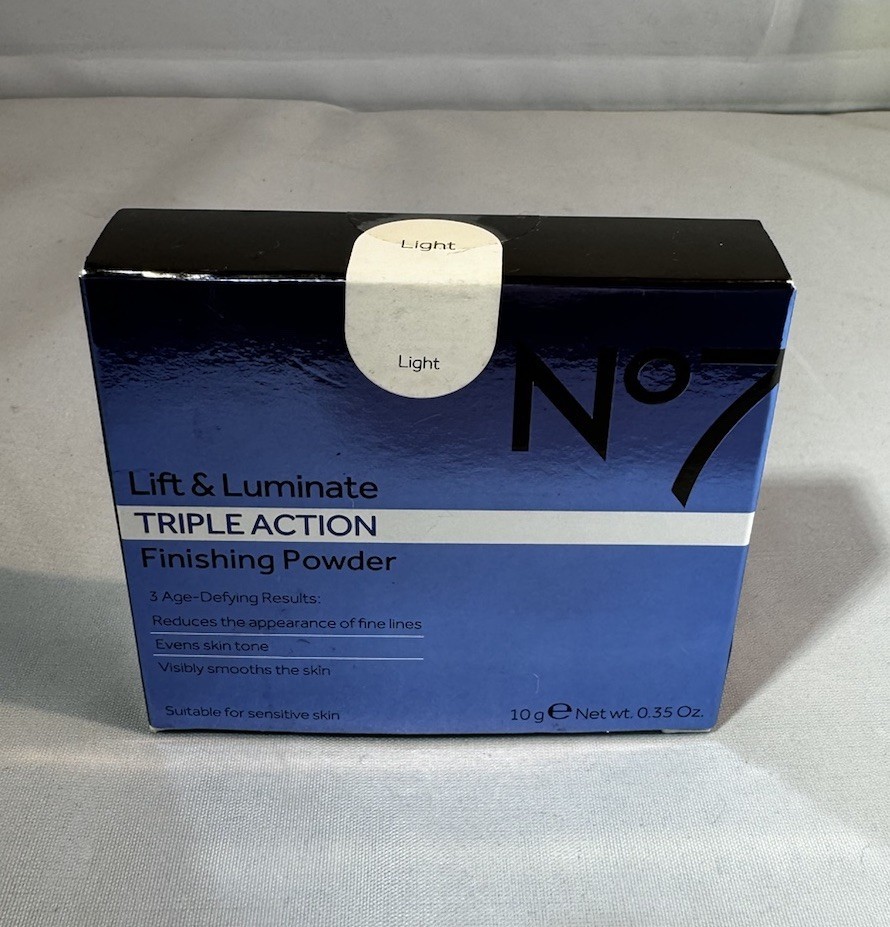 Light
Light
Nº7
Lift & Luminate
TRIPLE ACTION
Finishing Powder
3 Age-Defying Results:
Reduces the appearance of fine lines
Evens skin tone
Visibly smooths the skin
Suitable for sensitive skin
10 g ℮ Net wt. 0.35 Oz.